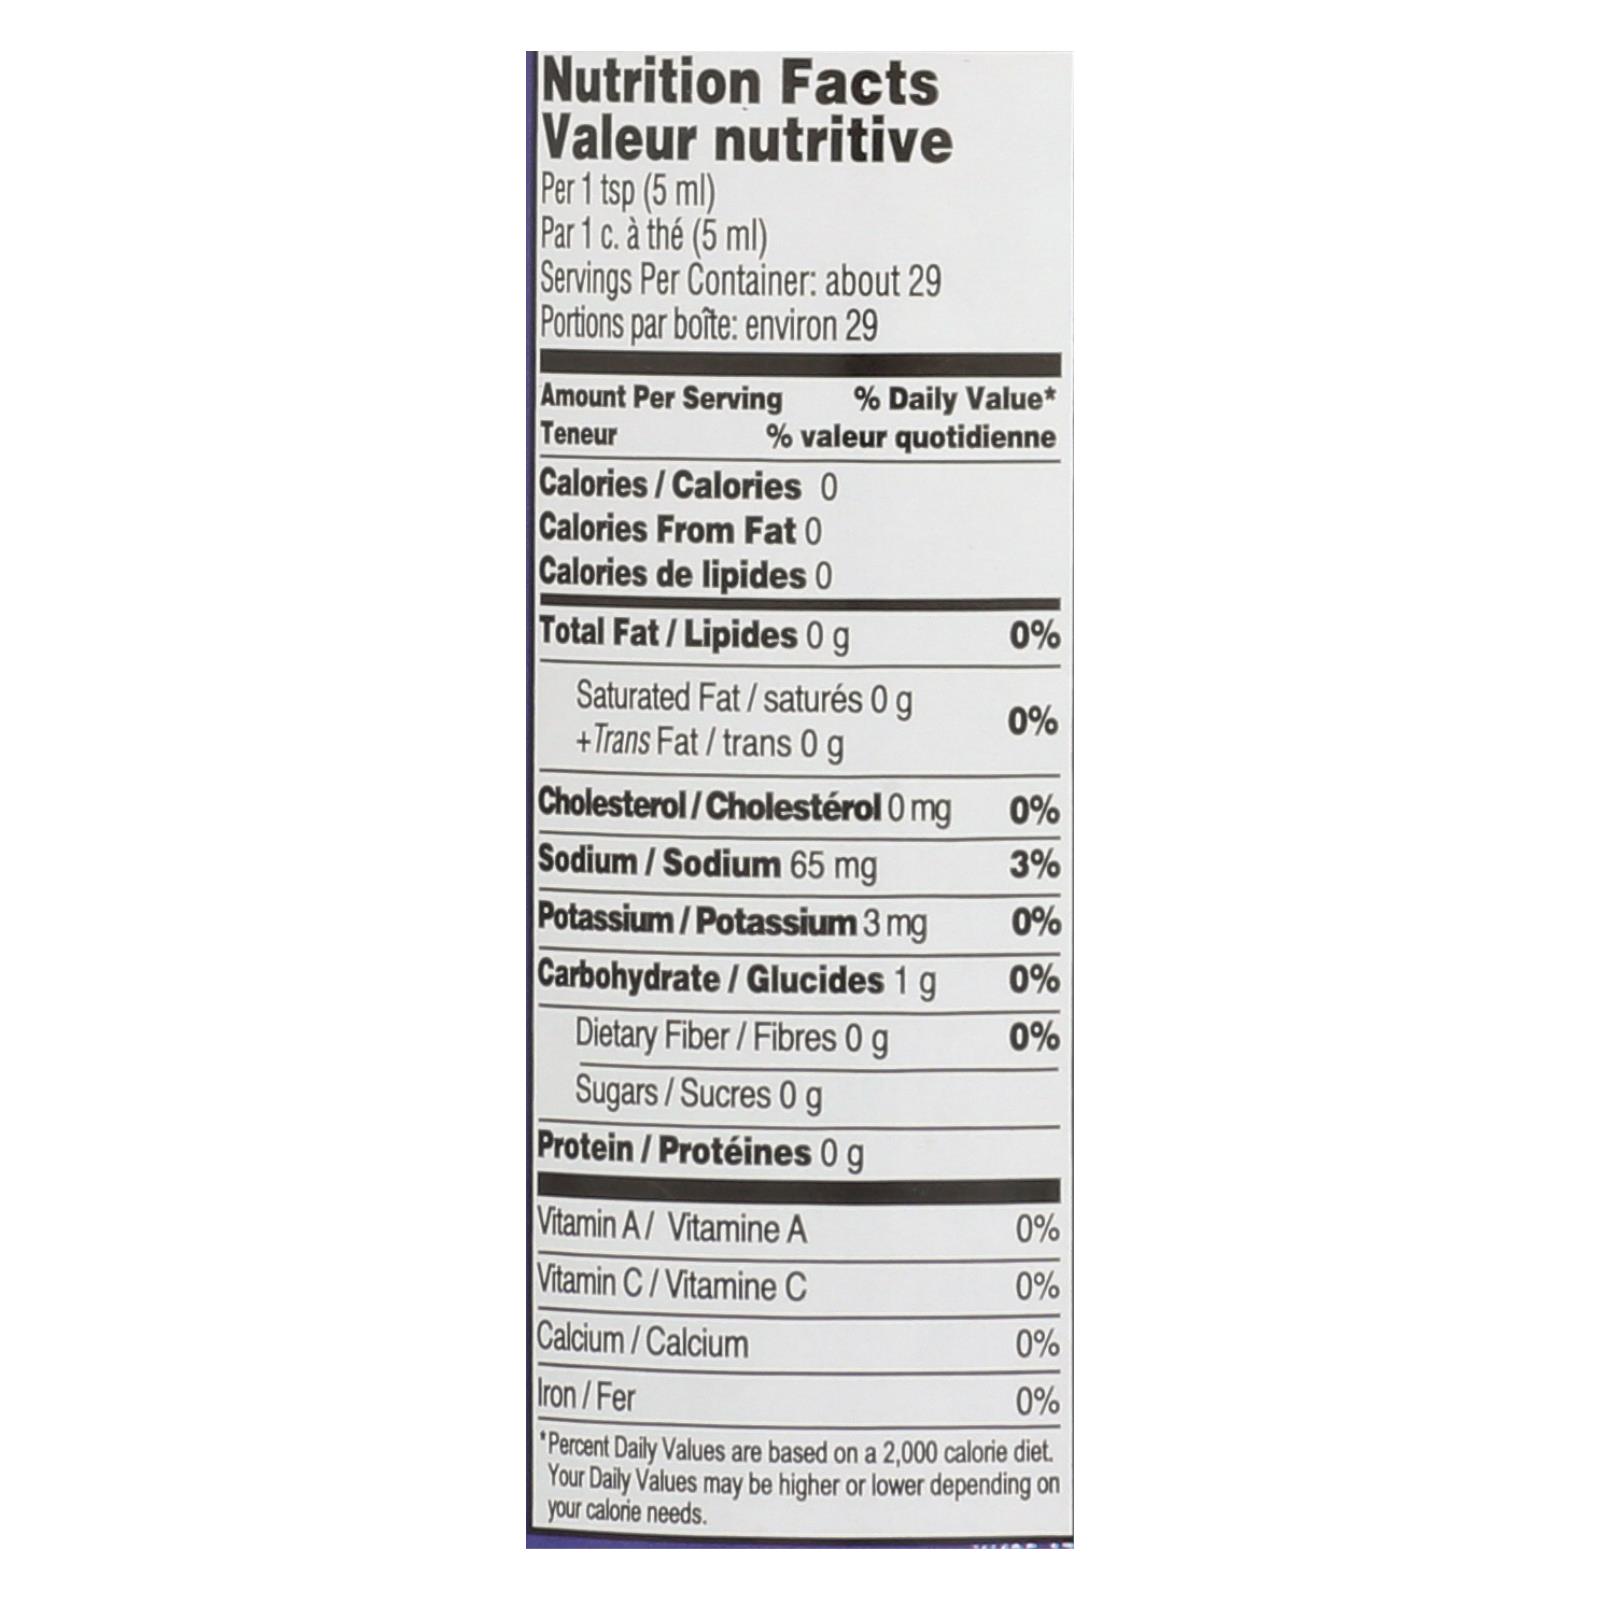 Nutrition Facts
Valeur nutritive
Per 1 tsp (5 ml)
Par 1 c. à thé (5 ml)
Servings Per Container: about 29
Portions par boîte: environ 29
Amount Per Serving % Daily Value*
Teneur % valeur quotidienne
Calories / Calories 0
Calories From Fat 0
Calories de lipides 0
Total Fat / Lipides 0 g 0%
Saturated Fat / saturés 0 g
+ Trans Fat / trans 0 g 0%
Cholesterol / Cholestérol 0 mg 0%
Sodium / Sodium 65 mg 3%
Potassium / Potassium 3 mg 0%
Carbohydrate / Glucides 1 g 0%
Dietary Fiber / Fibres 0 g 0%
Sugars / Sucres 0 g
Protein / Protéines 0 g
Vitamin A / Vitamine A 0%
Vitamin C / Vitamine C 0%
Calcium / Calcium 0%
Iron / Fer 0%
*Percent Daily Values are based on a 2,000 calorie diet.
Your Daily Values may be higher or lower depending on
your calorie needs.